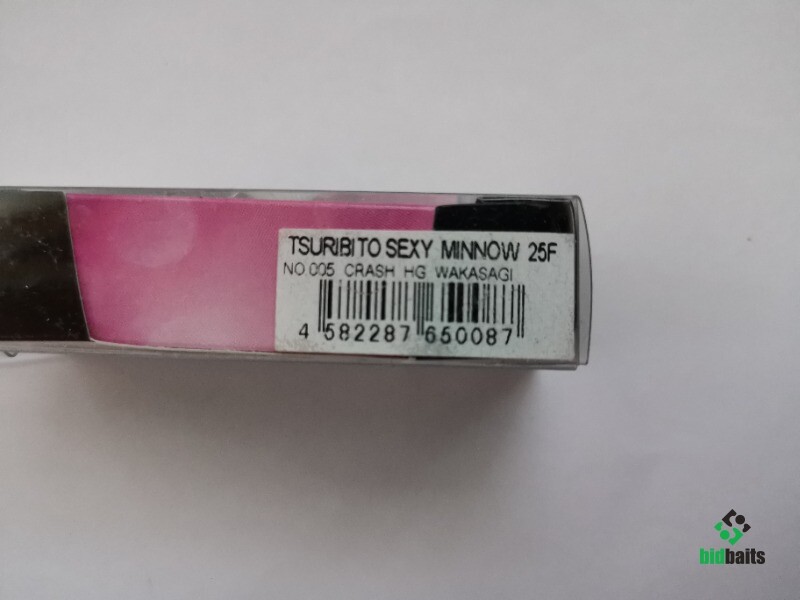 TSURIBITO SEXY MINNOW 25F
NO.005 CRASH HG WAKASAGI
4 582287 650087
bidbaits